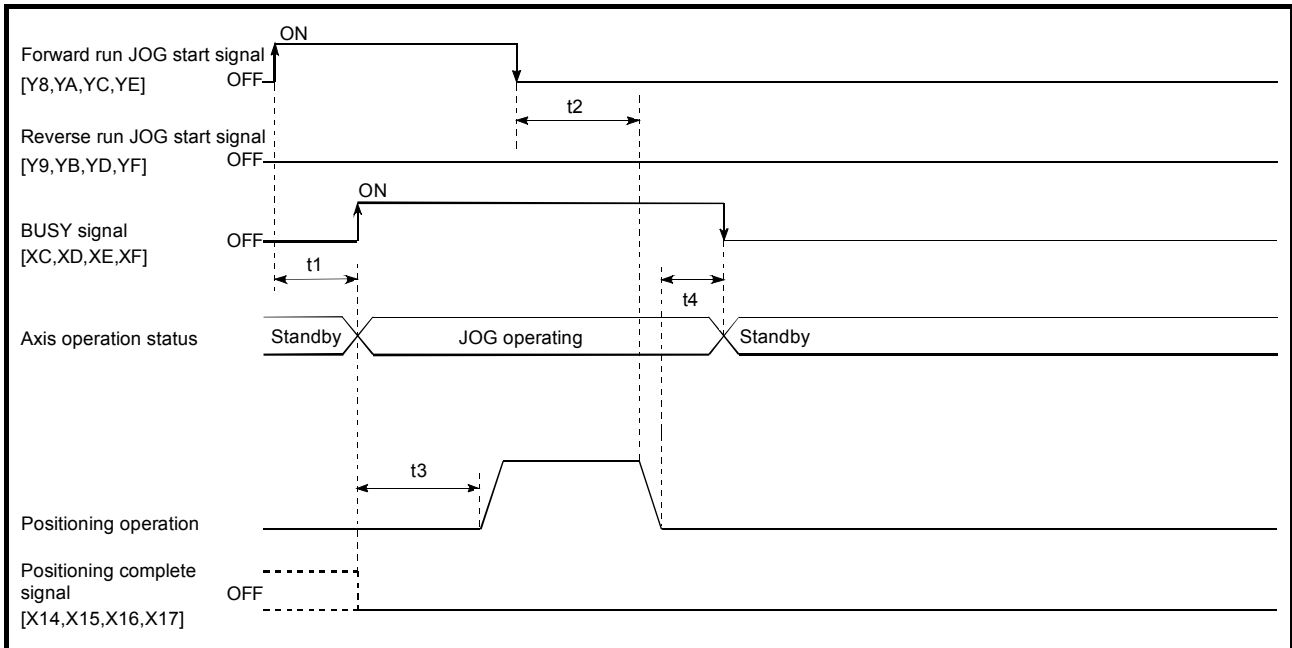 ON
Forward run JOG start signal
[Y8,YA,YC,YE]
OFF
t2
Reverse run JOG start signal
[Y9,YB,YD,YF]
OFF
ON
BUSY signal
[XC,XD,XE,XF]
OFF
t1
t4
Axis operation status
Standby
JOG operating
Standby
t3
Positioning operation
Positioning complete
signal
[X14,X15,X16,X17]
OFF